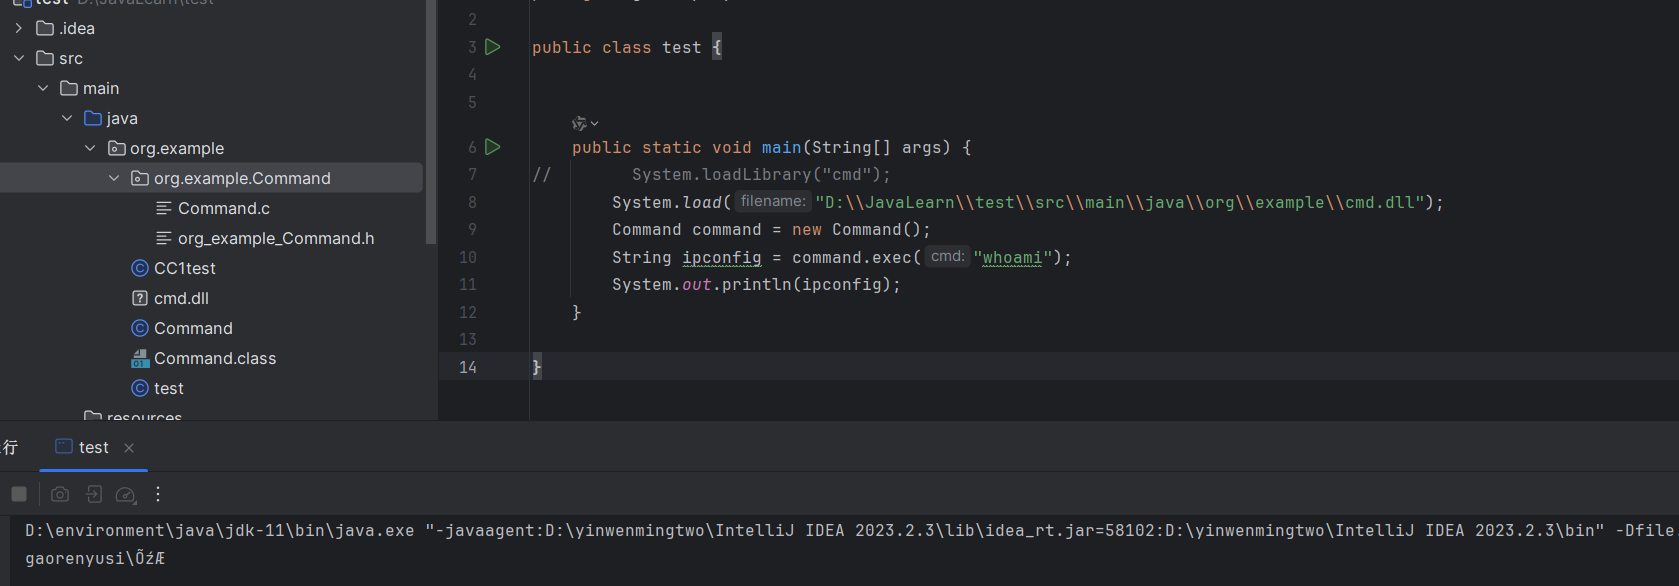 test D:\JavaLearn\test
.idea
src
main
java
org.example
org.example.Command
Command.c
org_example_Command.h
CC1test
cmd.dll
Command
Command.class
test
resources
2
3 public class test {
4
5
6 public static void main(String[] args) {
7 // System.loadLibrary("cmd");
8 System.load( filename: "D:\\JavaLearn\\test\\src\\main\\java\\org\\example\\cmd.dll");
9 Command command = new Command();
10 String ipconfig = command.exec( cmd: "whoami");
11 System.out.println(ipconfig);
12 }
13
14 }
行 test
D:\environment\java\jdk-11\bin\java.exe "-javaagent:D:\yinwenmingtwo\IntelliJ IDEA 2023.2.3\lib\idea_rt.jar=58102:D:\yinwenmingtwo\IntelliJ IDEA 2023.2.3\bin" -Dfile.
gaorenyusi\ÕźÆ